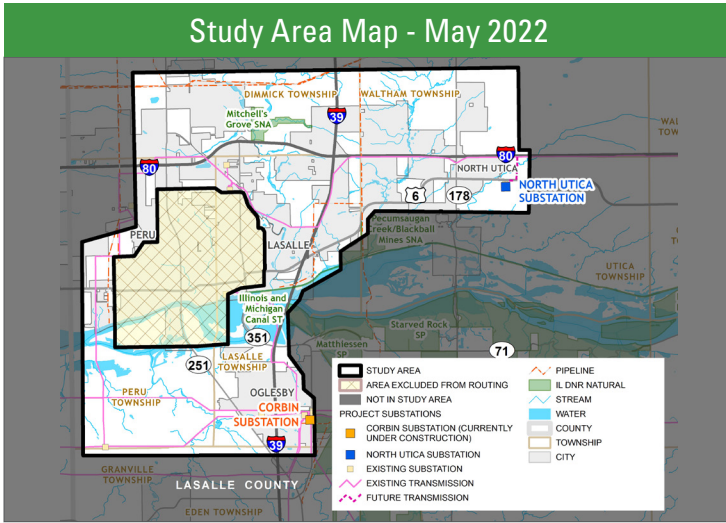 Study Area Map - May 2022
DIMMICK TOWNSHIP
WALTHAM TOWNSHIP
Mitchell's
Grove SNA
39
WAL
TOW
80
80
NORTH UTICA
NORTH UTICA
SUBSTATION
6
178
PERU
LASALLE
Pecumsaugan
Creek/Blackball
Mines SNA
UTICA
TOWNSHIP
Illinois and
Michigan
Canal ST
351
Starved Rock
SP
Matthiessen
SP
71
251
LASALLE
TOWNSHIP
PERU
TOWNSHIP
OGLESBY
CORBIN
SUBSTATION
39
GRANVILLE
TOWNSHIP
LASALLE COUNTY
EDEN TOWNSHIP
STUDY AREA
AREA EXCLUDED FROM ROUTING
NOT IN STUDY AREA
PROJECT SUBSTATIONS
CORBIN SUBSTATION (CURRENTLY
UNDER CONSTRUCTION)
NORTH UTICA SUBSTATION
EXISTING SUBSTATION
EXISTING TRANSMISSION
FUTURE TRANSMISSION
PIPELINE
IL DNR NATURAL
STREAM
WATER
COUNTY
TOWNSHIP
CITY